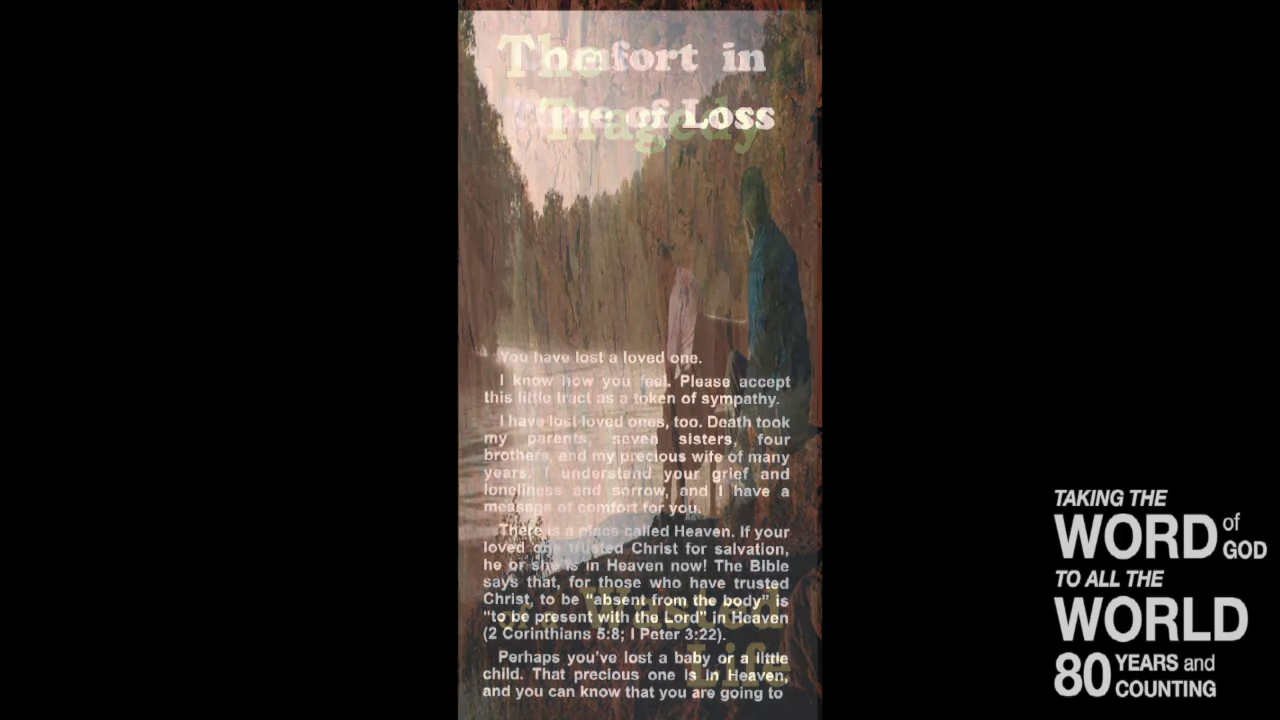 The
Comfort in
Tragedy
Time of Loss
You have lost a loved one.
I know how you feel. Please accept
this little tract as a token of sympathy.
I have lost loved ones, too. Death took
my parents, seven sisters, four
brothers, and my precious wife of many
years. I understand your grief and
loneliness and sorrow, and I have a
message of comfort for you.
There is a place called Heaven. If your
loved one trusted Christ for salvation,
he or she is in Heaven now! The Bible
says that, for those who have trusted
Christ, to be “absent from the body” is
“to be present with the Lord” in Heaven
(2 Corinthians 5:8; I Peter 3:22).
of a Wasted
Perhaps you’ve lost a baby or a little
child. That precious one is in Heaven,
Life
and you can know that you are going to
TAKING THE
WORD of GOD
TO ALL THE
WORLD
80 YEARS and
COUNTING